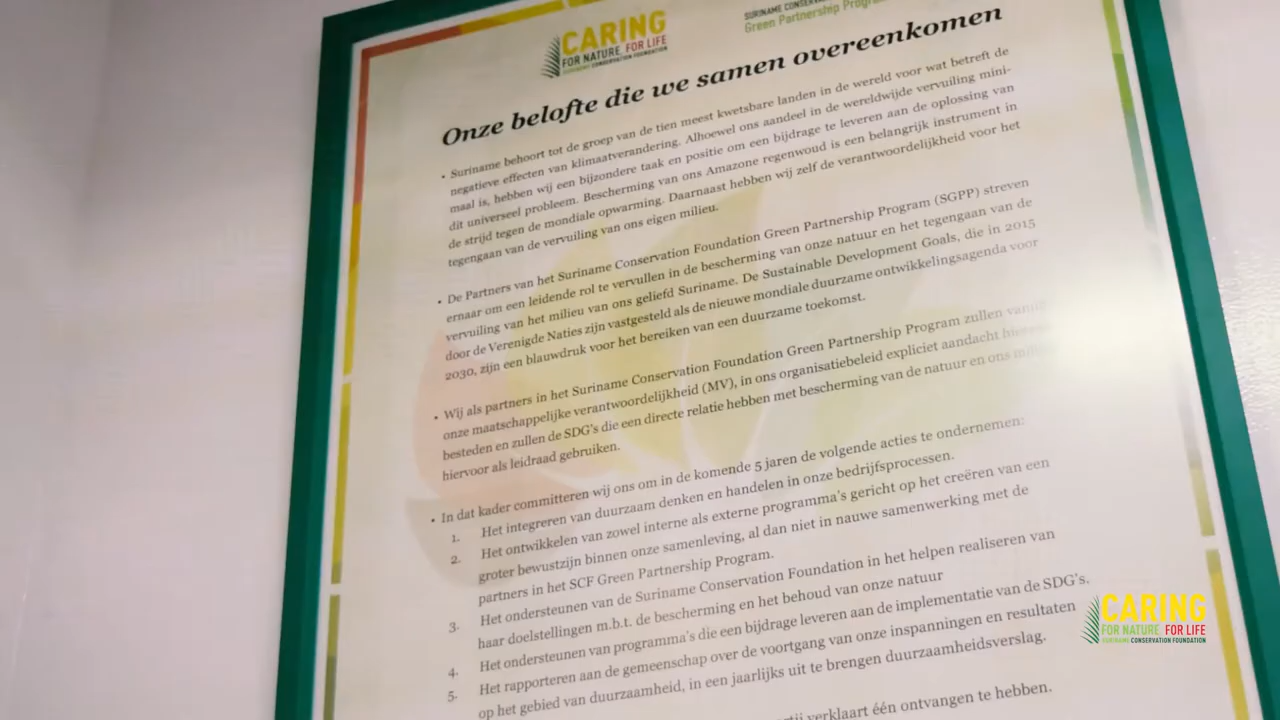 CARING
FOR NATURE, FOR LIFE
SURINAME CONSERVATION FOUNDATION
SURINAME
Green Partnership
Onze belofte die we samen overeenkomen
• Suriname behoort tot de groep van de tien meest kwetsbare landen in de wereld voor wat betreft de
negatieve effecten van klimaatverandering. Alhoewel ons aandeel in de wereldwijde vervuiling mini-
maal is, hebben wij een bijzondere taak en positie om een bijdrage te leveren aan de oplossing van
dit universeel probleem. Bescherming van ons Amazone regenwoud is een belangrijk instrument in
de strijd tegen de mondiale opwarming. Daarnaast hebben wij zelf de verantwoordelijkheid voor het
tegengaan van de vervuiling van ons eigen milieu.
• De Partners van het Suriname Conservation Foundation Green Partnership Program (SGPP) streven
ernaar om een leidende rol te vervullen in de bescherming van onze natuur en het tegengaan van de
vervuiling van het milieu van ons geliefd Suriname. De Sustainable Development Goals, die in 2015
door de Verenigde Naties zijn vastgesteld als de nieuwe mondiale duurzame ontwikkelingsagenda voor
2030, zijn een blauwdruk voor het bereiken van een duurzame toekomst.
• Wij als partners in het Suriname Conservation Foundation Green Partnership Program zullen vanuit
onze maatschappelijke verantwoordelijkheid (MV), in ons organisatiebeleid expliciet aandacht
besteden en zullen de SDG's die een directe relatie hebben met bescherming van de natuur en ons
hiervoor als leidraad gebruiken.
• In dat kader committeren wij ons om in de komende 5 jaren de volgende acties te ondernemen:
1. Het integreren van duurzaam denken en handelen in onze bedrijfsprocessen.
2. Het ontwikkelen van zowel interne als externe programma's gericht op het creëren van een
groter bewustzijn binnen onze samenleving, al dan niet in nauwe samenwerking met de
partners in het SCF Green Partnership Program.
3. Het ondersteunen van de Suriname Conservation Foundation in het helpen realiseren van
haar doelstellingen m.b.t. de bescherming en het behoud van onze natuur
4. Het ondersteunen van programma's die een bijdrage leveren aan de implementatie van de SDG's.
5. Het rapporteren aan de gemeenschap over de voortgang van onze inspanningen en resultaten
op het gebied van duurzaamheid, in een jaarlijks uit te brengen duurzaamheidsverslag.
verklaart één ontvangen te hebben.
CARING
FOR NATURE, FOR LIFE
SURINAME CONSERVATION FOUNDATION